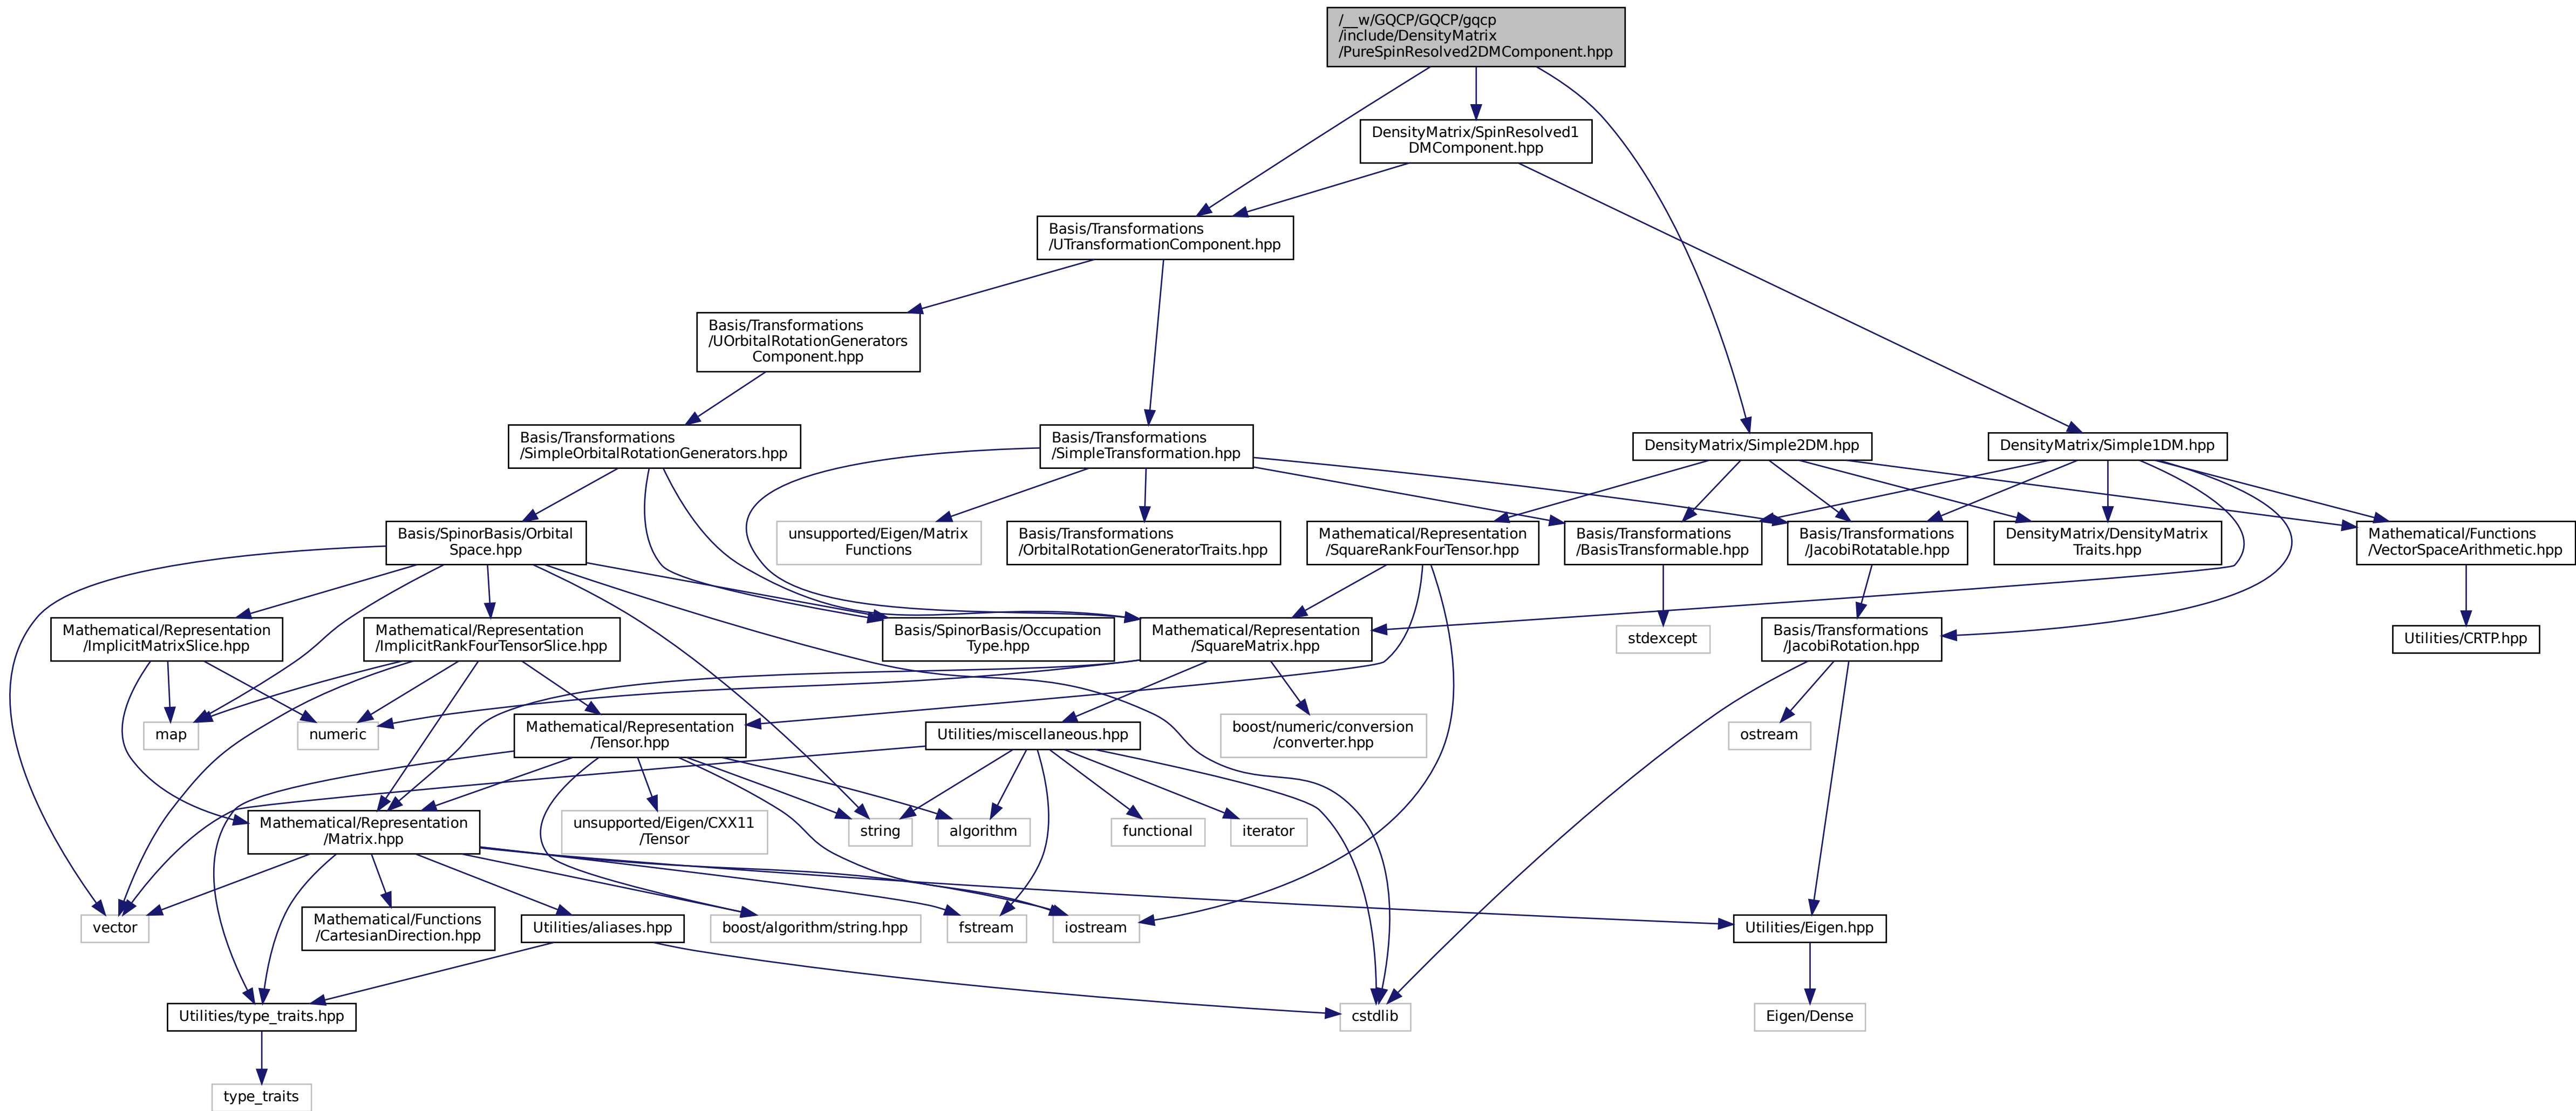 /__w/GQCP/GQCP/gqcp
/include/DensityMatrix
/PureSpinResolved2DMComponent.hpp
DensityMatrix/SpinResolved1
DMComponent.hpp
Basis/Transformations
/UTransformationComponent.hpp
Basis/Transformations
/UOrbitalRotationGenerators
Component.hpp
Basis/Transformations
/SimpleOrbitalRotationGenerators.hpp
Basis/Transformations
/SimpleTransformation.hpp
DensityMatrix/Simple2DM.hpp
DensityMatrix/Simple1DM.hpp
Basis/SpinorBasis/Orbital
Space.hpp
unsupported/Eigen/Matrix
Functions
Basis/Transformations
/OrbitalRotationGeneratorTraits.hpp
Mathematical/Representation
/SquareRankFourTensor.hpp
Basis/Transformations
/BasisTransformable.hpp
Basis/Transformations
/JacobiRotatable.hpp
DensityMatrix/DensityMatrix
Traits.hpp
Mathematical/Functions
/VectorSpaceArithmetic.hpp
Mathematical/Representation
/ImplicitMatrixSlice.hpp
Mathematical/Representation
/ImplicitRankFourTensorSlice.hpp
Basis/SpinorBasis/Occupation
Type.hpp
Mathematical/Representation
/SquareMatrix.hpp
stdexcept
Basis/Transformations
/JacobiRotation.hpp
Utilities/CRTP.hpp
map
numeric
Mathematical/Representation
/Tensor.hpp
Utilities/miscellaneous.hpp
boost/numeric/conversion
/converter.hpp
ostream
Mathematical/Representation
/Matrix.hpp
unsupported/Eigen/CXX11
/Tensor
string
algorithm
functional
iterator
vector
Mathematical/Functions
/CartesianDirection.hpp
Utilities/aliases.hpp
boost/algorithm/string.hpp
fstream
iostream
Utilities/Eigen.hpp
Utilities/type_traits.hpp
cstdlib
Eigen/Dense
type_traits